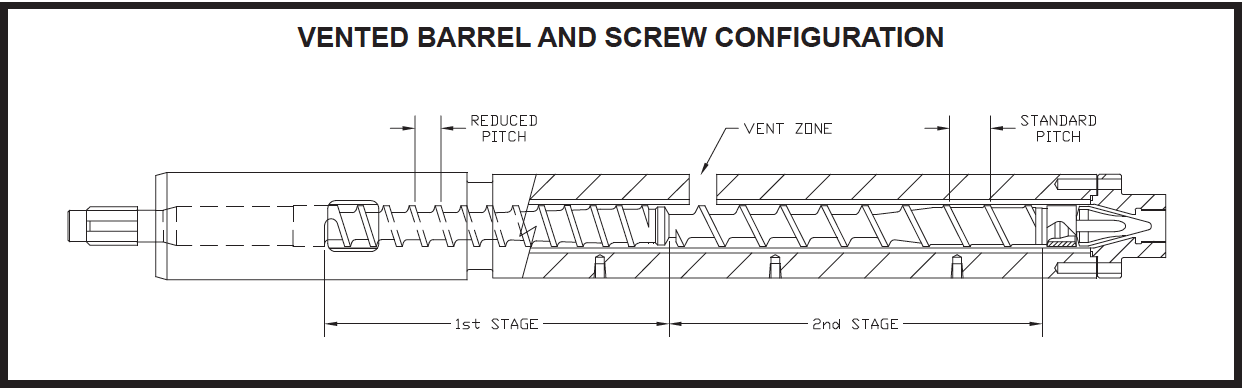 VENTED BARREL AND SCREW CONFIGURATION
REDUCED
PITCH
VENT ZONE
STANDARD
PITCH
1st STAGE
2nd STAGE